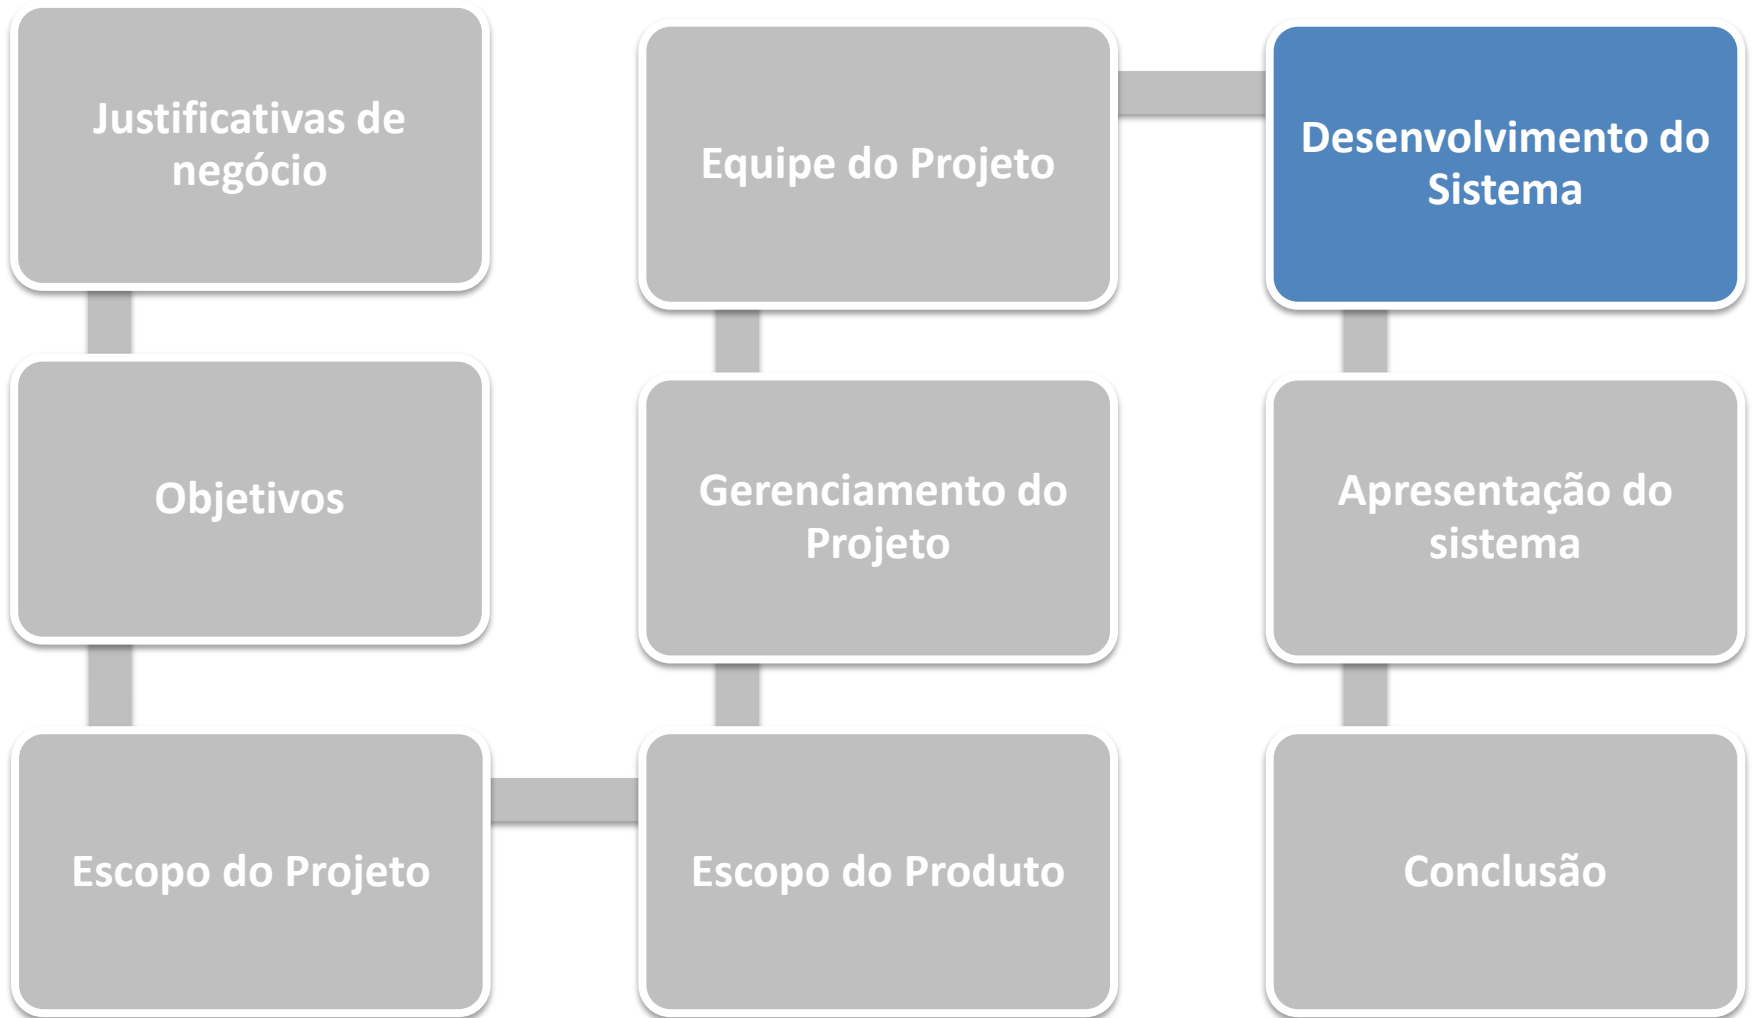 Justificativas de
negócio
Objetivos
Escopo do Projeto
Escopo do Produto
Gerenciamento do
Projeto
Equipe do Projeto
Desenvolvimento do
Sistema
Apresentação do
sistema
Conclusão